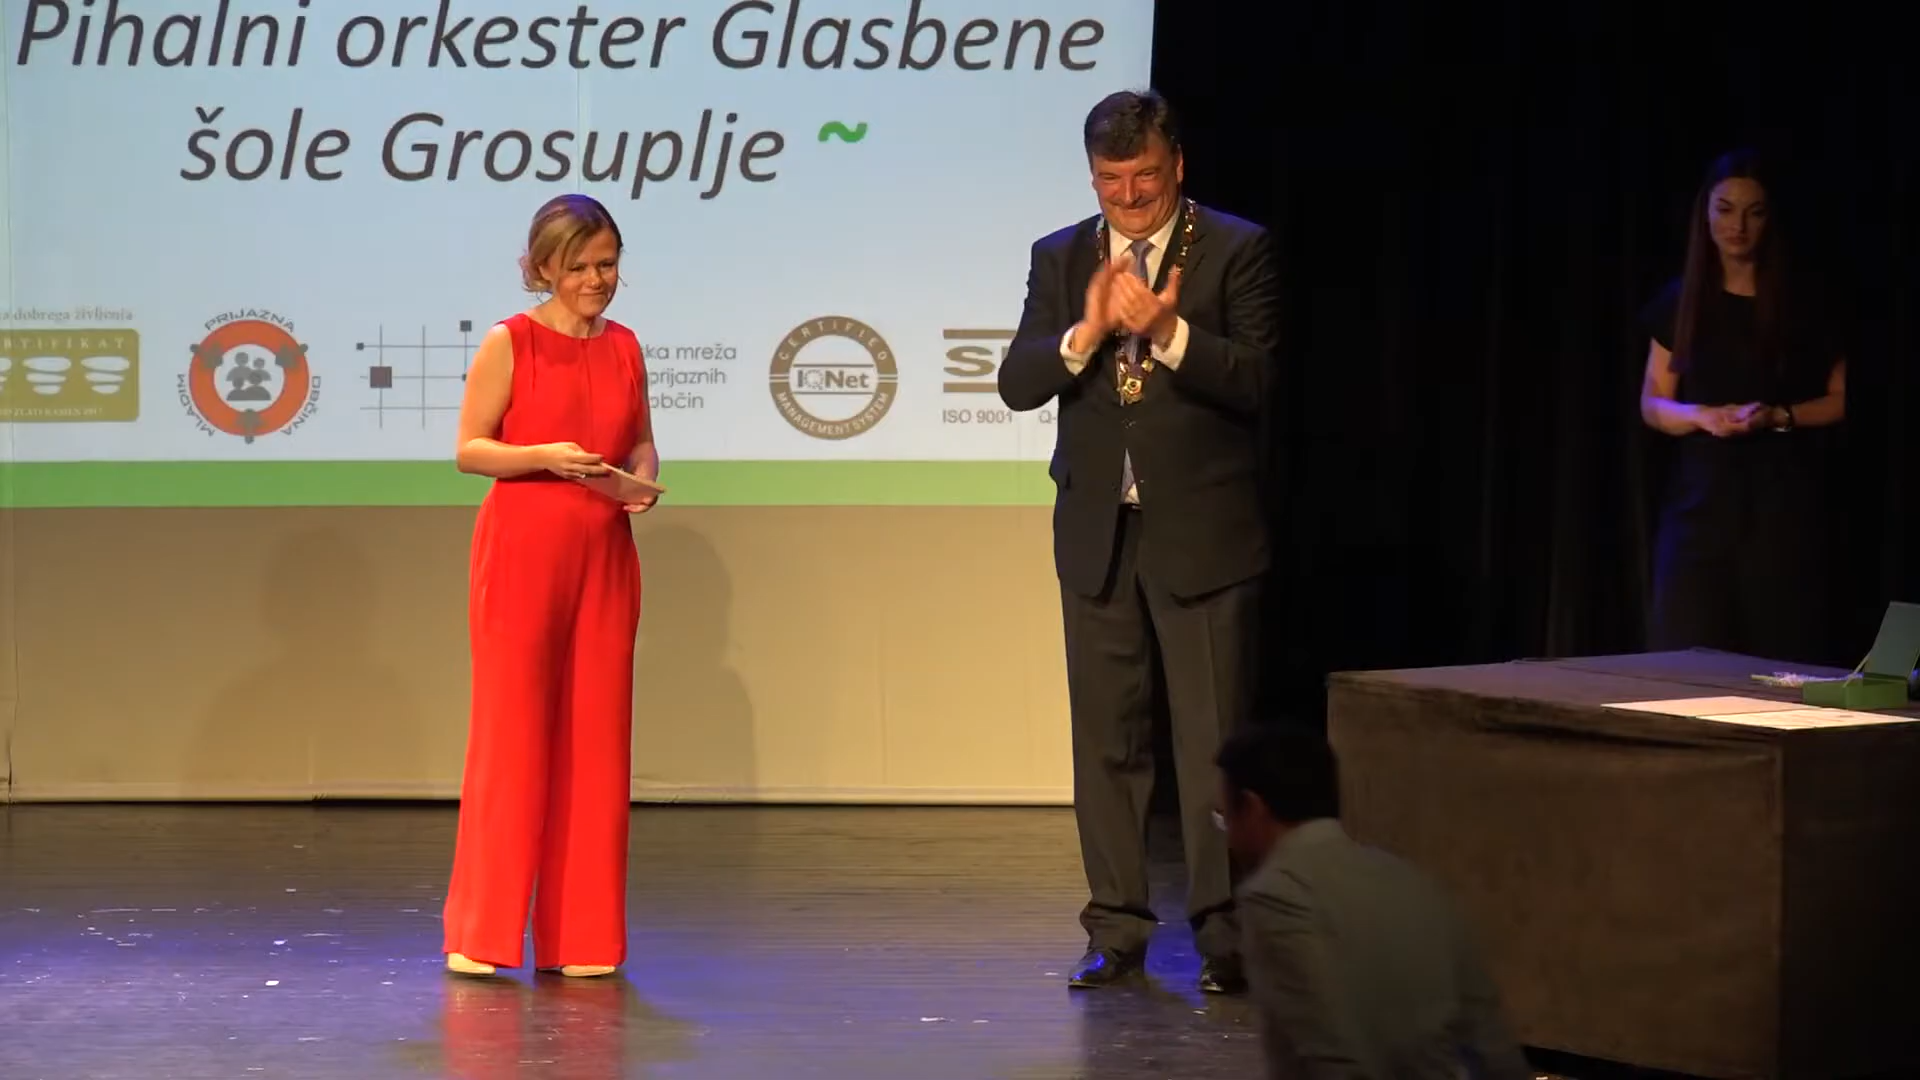 Pihalni orkester Glasbene
šole Grosuplje ~
dobrega življenja
PRIJAZNA
OBČINA
MLADIM
ka mreža
prijaznih
občin
CERTIFIED
IQNet
MANAGEMENT SYSTEM
ISO 9001